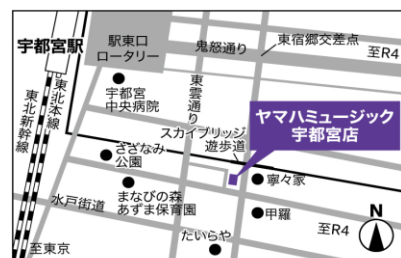 宇都宮駅
駅東口
ロータリー
鬼怒通り
東宿郷交差点
至R4
東北本線
東北新幹線
宇都宮
中央病院
東雲通り
スカイブリッジ
遊歩道
ヤマハミュージック
宇都宮店
さざなみ
公園
まなびの森
あずま保育園
水戸街道
寧々家
甲羅
至R4
たいらや
至東京
N